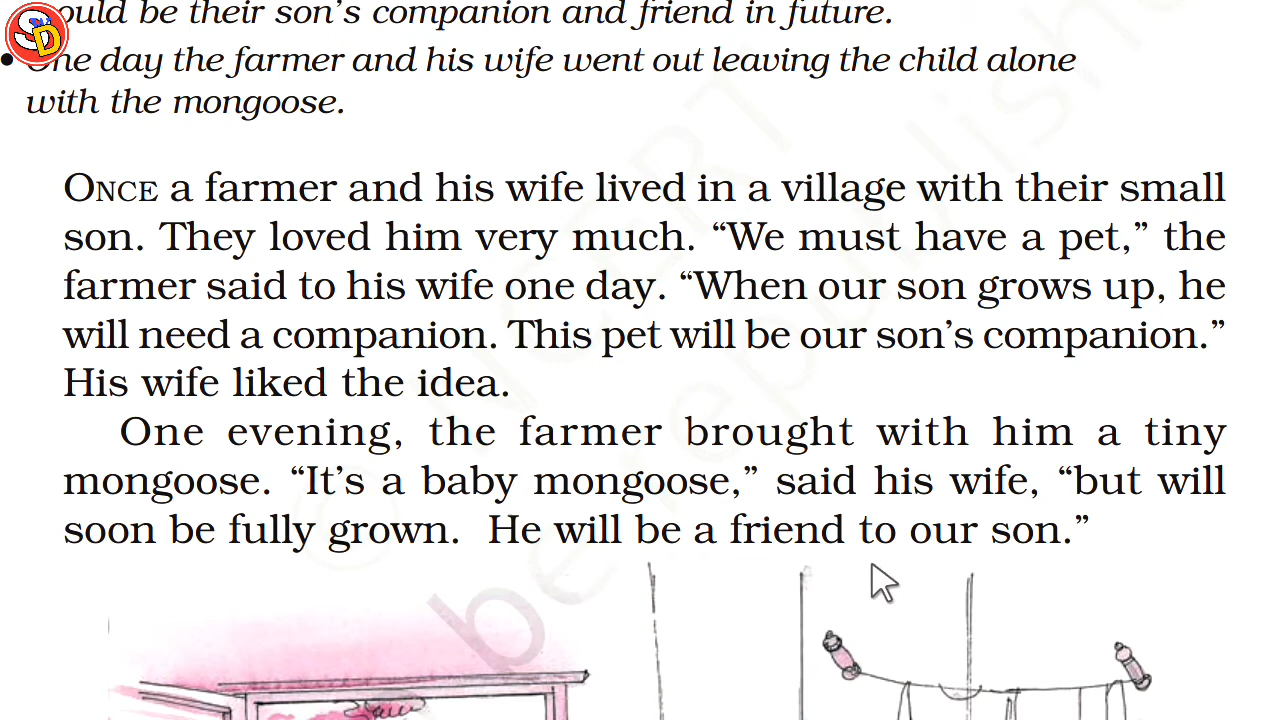 ould be their son's companion and friend in future.
• One day the farmer and his wife went out leaving the child alone
with the mongoose.
ONCE a farmer and his wife lived in a village with their small
son. They loved him very much. “We must have a pet,” the
farmer said to his wife one day. “When our son grows up, he
will need a companion. This pet will be our son's companion.”
His wife liked the idea.
One evening, the farmer brought with him a tiny
mongoose. “It's a baby mongoose,” said his wife, “but will
soon be fully grown. He will be a friend to our son.”
© NCERT
be republish
SD